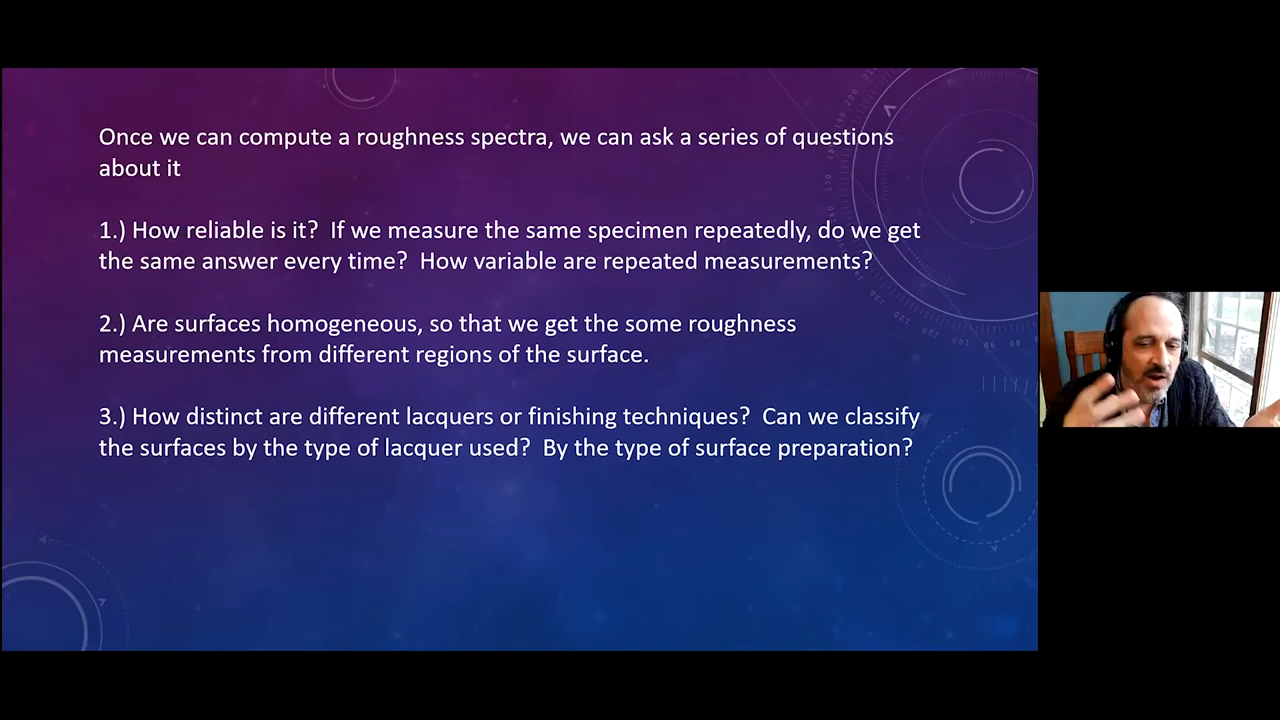 Once we can compute a roughness spectra, we can ask a series of questions
about it
1.) How reliable is it? If we measure the same specimen repeatedly, do we get
the same answer every time? How variable are repeated measurements?
2.) Are surfaces homogeneous, so that we get the some roughness
measurements from different regions of the surface.
3.) How distinct are different lacquers or finishing techniques? Can we classify
the surfaces by the type of lacquer used? By the type of surface preparation?